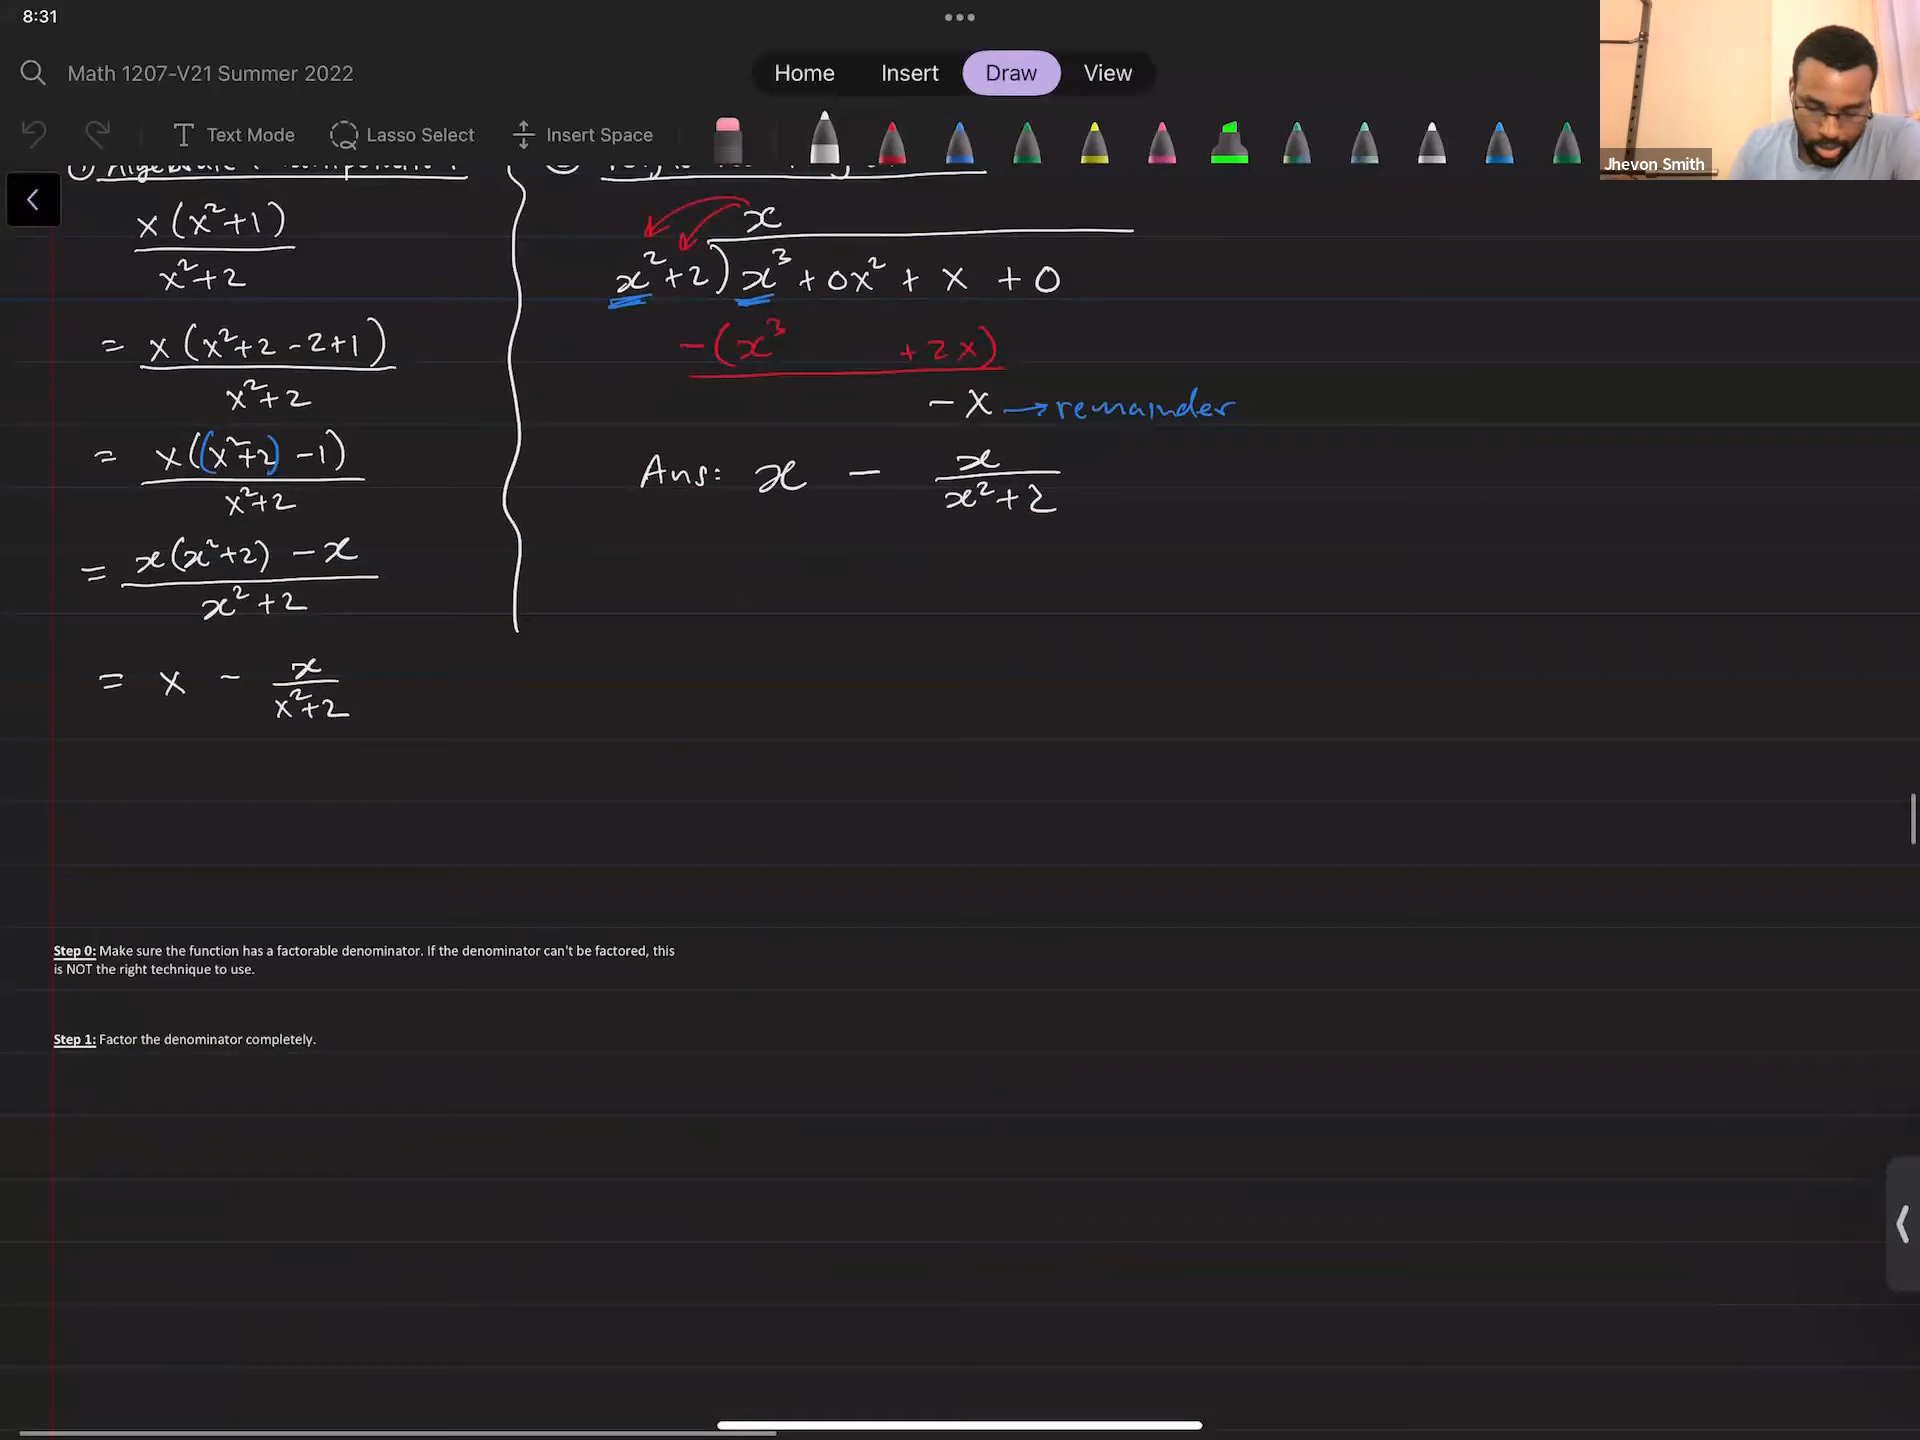 8:31
Math 1207-V21 Summer 2022
Home Insert Draw View
Text Mode Lasso Select Insert Space
Jhevon Smith
x(x²+1)
x²+2
= x(x²+2-2+1)
x²+2
= x((x²+2)-1)
x²+2
= x(x²+2) - x
x²+2
= x - x
x²+2
x
x²+2)x³ + 0x² + x + 0
-(x³ +2x)
-x → remainder
Ans: x - x
x²+2
Step 0: Make sure the function has a factorable denominator. If the denominator can't be factored, this
is NOT the right technique to use.
Step 1: Factor the denominator completely.